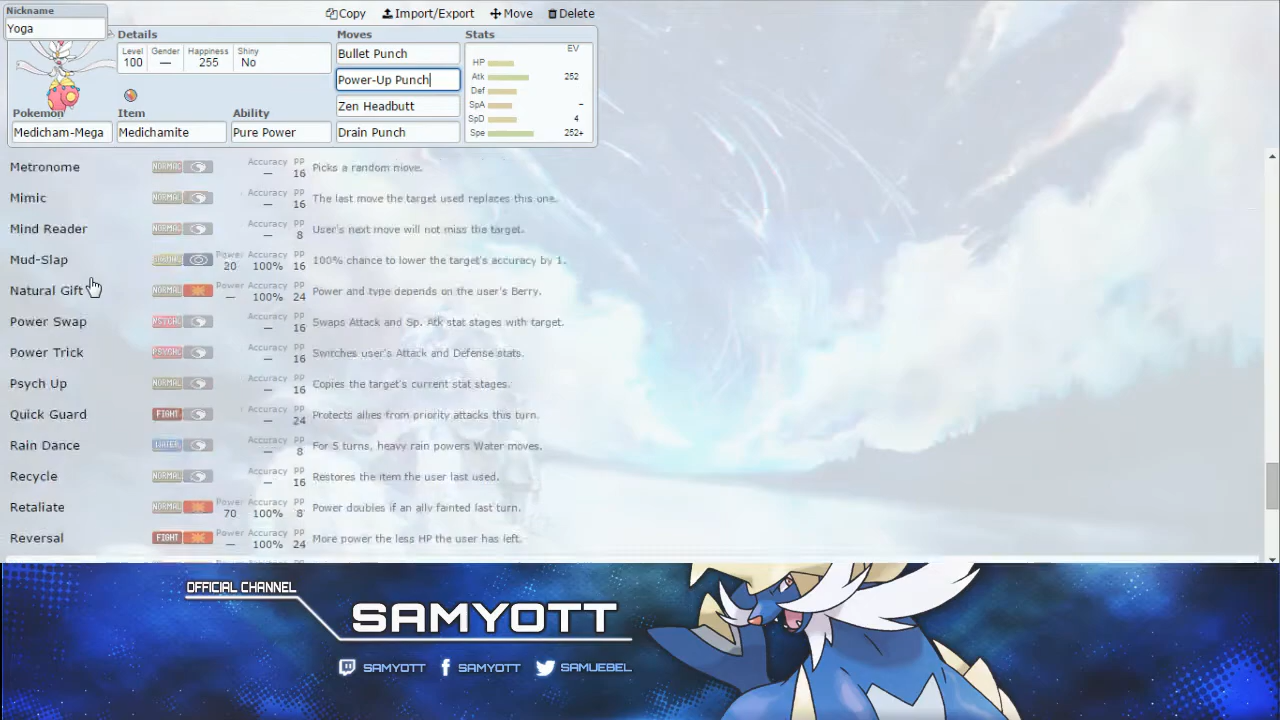 Nickname
Yoga
Copy Import/Export Move Delete
Details Moves Stats
Level Gender Happiness Shiny
100 — 255 No
Bullet Punch
Power-Up Punch
Zen Headbutt
Drain Punch
EV
HP
Atk 252
Def
SpA –
SpD 4
Spe 252+
Pokemon Item Ability
Medicham-Mega Medichamite Pure Power
Metronome NORMAL Accuracy — PP 16 Picks a random move.
Mimic NORMAL Accuracy — PP 16 The last move the target used replaces this one.
Mind Reader NORMAL Accuracy — PP 8 User's next move will not miss the target.
Mud-Slap Power 20 Accuracy 100% PP 16 100% chance to lower the target's accuracy by 1.
Natural Gift NORMAL Power — Accuracy 100% PP 24 Power and type depends on the user's Berry.
Power Swap PSYCHC Accuracy — PP 16 Swaps Attack and Sp. Atk stat stages with target.
Power Trick PSYCHC Accuracy — PP 16 Switches user's Attack and Defense stats.
Psych Up NORMAL Accuracy — PP 16 Copies the target's current stat stages.
Quick Guard FIGHT Accuracy — PP 24 Protects allies from priority attacks this turn.
Rain Dance WATER Accuracy — PP 8 For 5 turns, heavy rain powers Water moves.
Recycle NORMAL Accuracy — PP 16 Restores the item the user last used.
Retaliate NORMAL Power 70 Accuracy 100% PP 8 Power doubles if an ally fainted last turn.
Reversal FIGHT Power — Accuracy 100% PP 24 More power the less HP the user has left.
OFFICIAL CHANNEL
SAMYOTT
SAMYOTT SAMYOTT SAMUEBEL